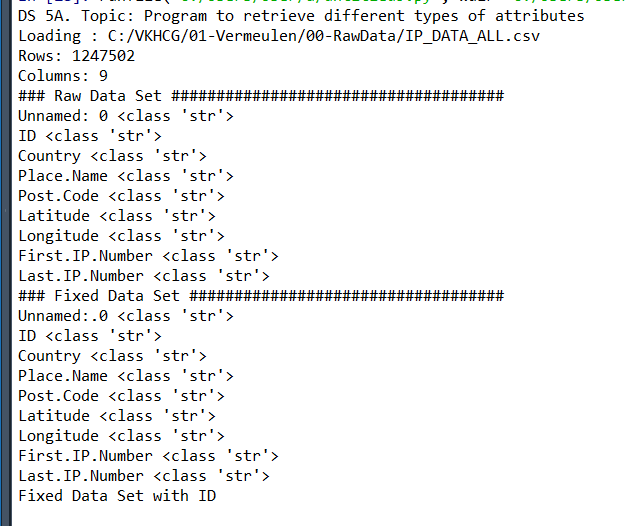 DS 5A. Topic: Program to retrieve different types of attributes
Loading : C:/VKHCG/01-Vermeulen/00-RawData/IP_DATA_ALL.csv
Rows: 1247502
Columns: 9
### Raw Data Set #####################################
Unnamed: 0 <class 'str'>
ID <class 'str'>
Country <class 'str'>
Place.Name <class 'str'>
Post.Code <class 'str'>
Latitude <class 'str'>
Longitude <class 'str'>
First.IP.Number <class 'str'>
Last.IP.Number <class 'str'>
### Fixed Data Set ###################################
Unnamed:.0 <class 'str'>
ID <class 'str'>
Country <class 'str'>
Place.Name <class 'str'>
Post.Code <class 'str'>
Latitude <class 'str'>
Longitude <class 'str'>
First.IP.Number <class 'str'>
Last.IP.Number <class 'str'>
Fixed Data Set with ID